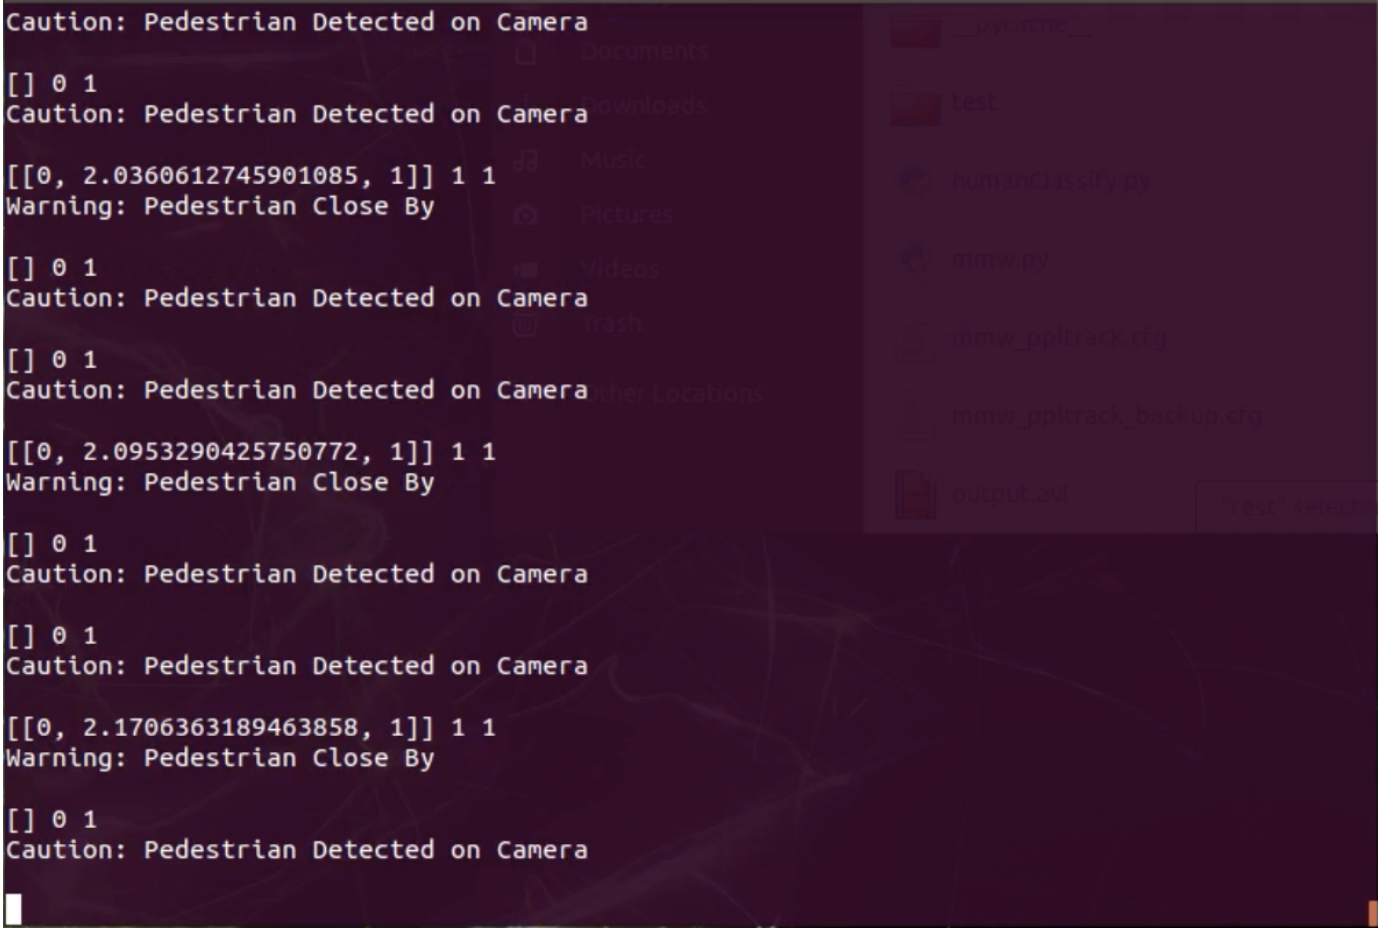 Caution: Pedestrian Detected on Camera
[] 0 1
Caution: Pedestrian Detected on Camera
[[0, 2.0360612745901085, 1]] 1 1
Warning: Pedestrian Close By
[] 0 1
Caution: Pedestrian Detected on Camera
[] 0 1
Caution: Pedestrian Detected on Camera
[[0, 2.0953290425750772, 1]] 1 1
Warning: Pedestrian Close By
[] 0 1
Caution: Pedestrian Detected on Camera
[] 0 1
Caution: Pedestrian Detected on Camera
[[0, 2.1706363189463858, 1]] 1 1
Warning: Pedestrian Close By
[] 0 1
Caution: Pedestrian Detected on Camera
Documents
Downloads
Music
Pictures
Videos
Trash
Other Locations
__pycache__
test
humanClassify.py
mmw.py
mmw_ppltrack.cfg
mmw_ppltrack_backup.cfg
output.avi
"test"